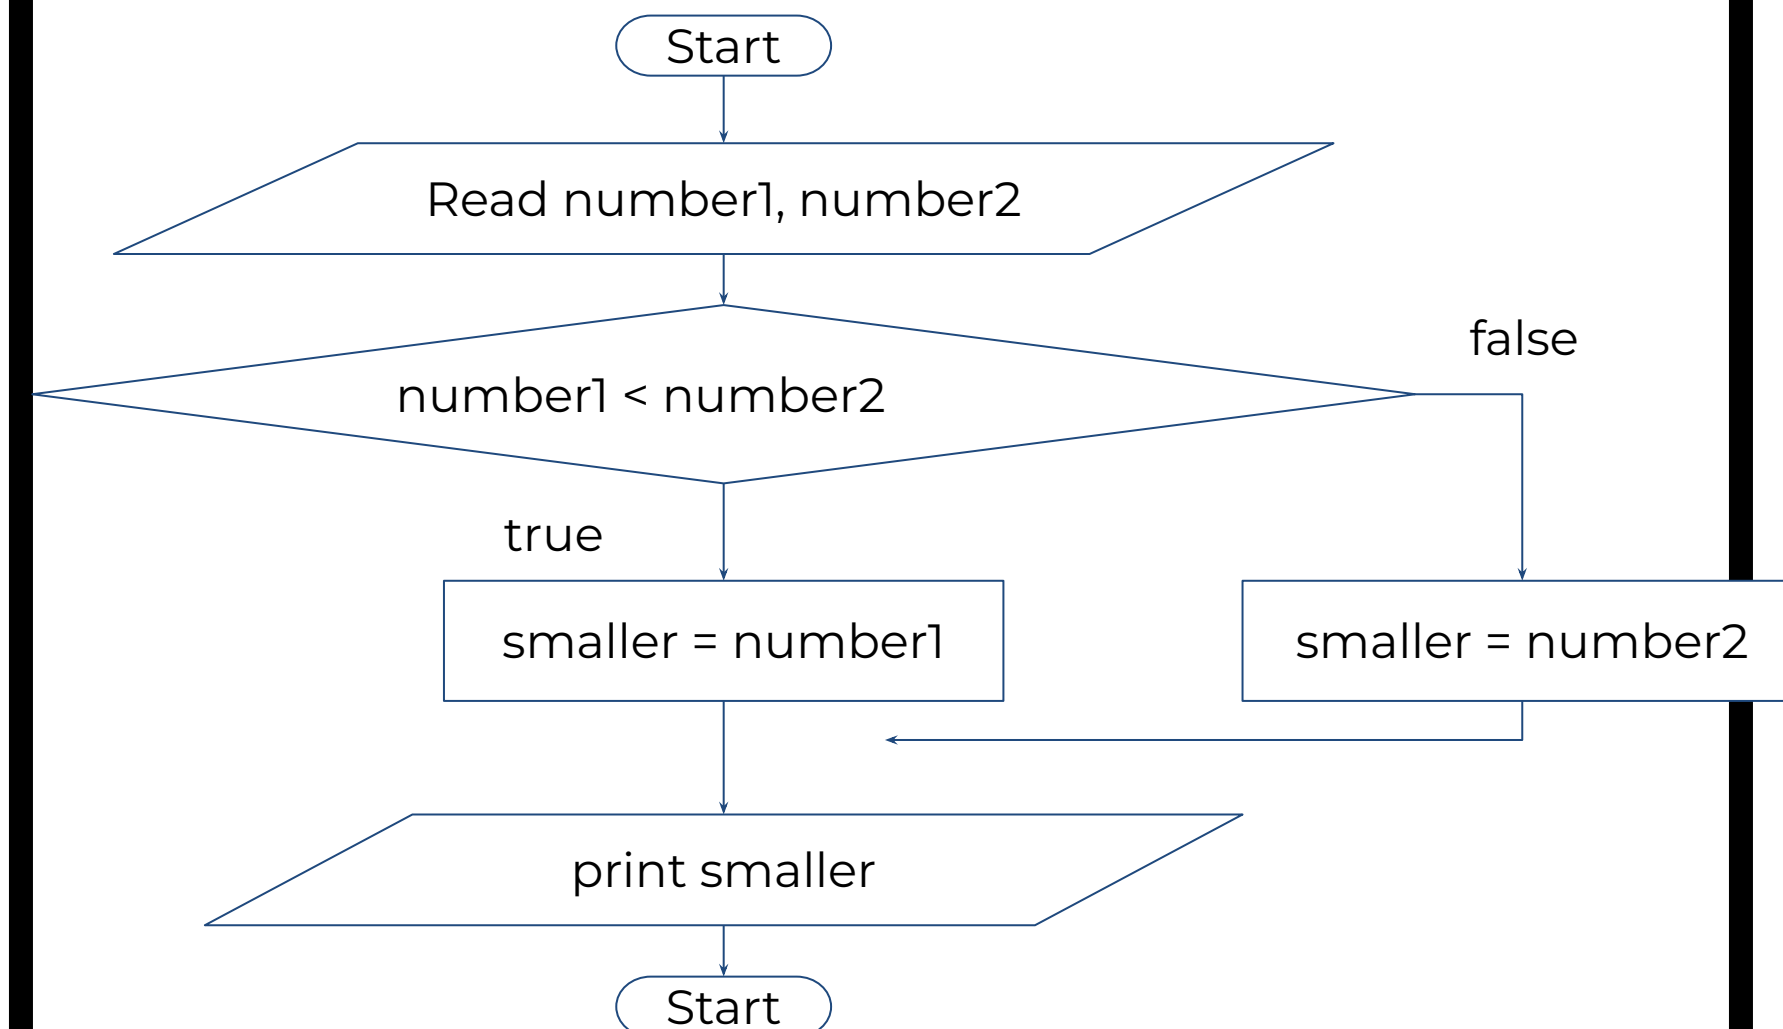 Start
Read number1, number2
number1 < number2
false
true
smaller = number1
smaller = number2
print smaller
Start